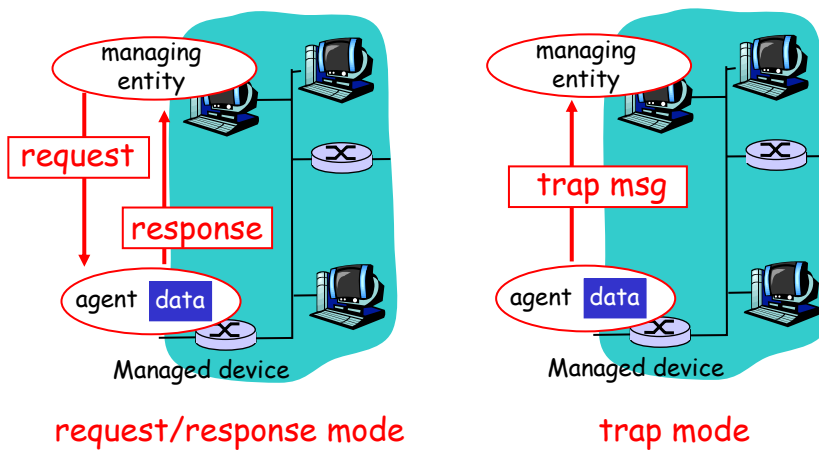 managing
entity
request
response
agent data
Managed device
request/response mode
managing
entity
trap msg
agent data
Managed device
trap mode